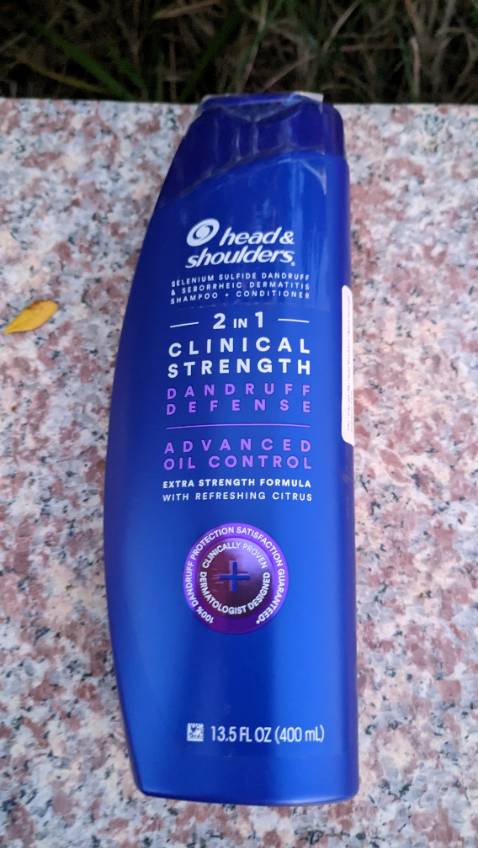 head &
shoulders®
SELENIUM SULFIDE DANDRUFF
& SEBORRHEIC DERMATITIS
SHAMPOO + CONDITIONER
2 IN 1
CLINICAL
STRENGTH
DANDRUFF
DEFENSE
ADVANCED
OIL CONTROL
EXTRA STRENGTH FORMULA
WITH REFRESHING CITRUS
100% DANDRUFF PROTECTION SATISFACTION GUARANTEED*
CLINICALLY PROVEN
DERMATOLOGIST DESIGNED
13.5 FL OZ (400 mL)